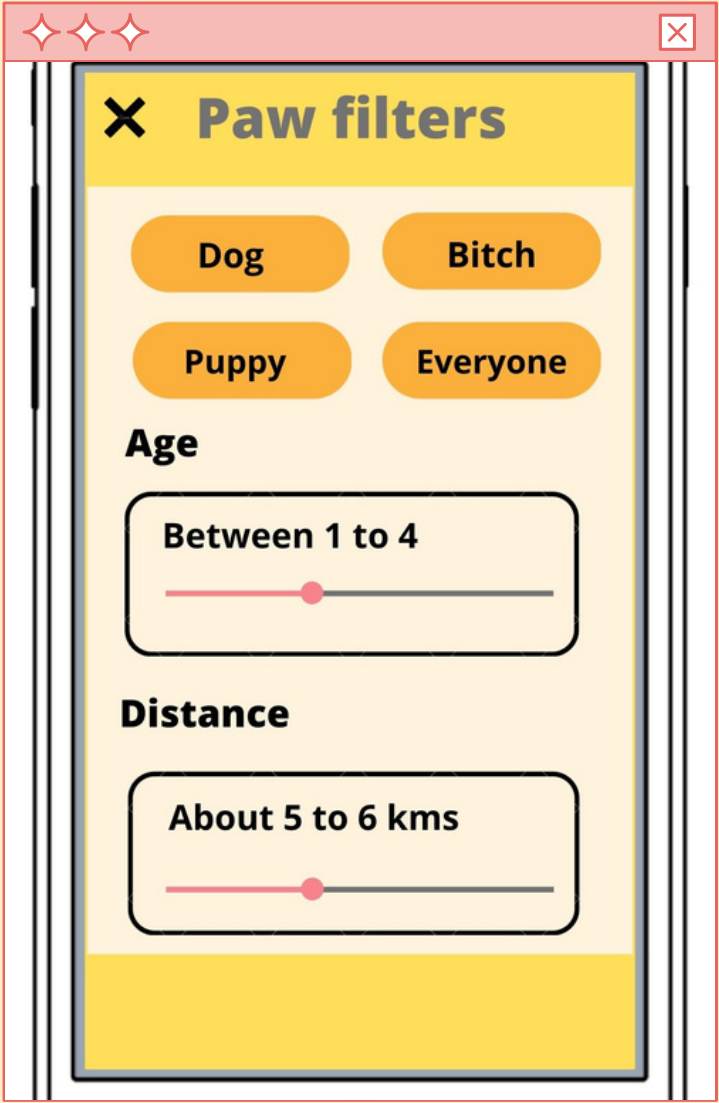 Paw filters
Dog
Bitch
Puppy
Everyone
Age
Between 1 to 4
Distance
About 5 to 6 kms